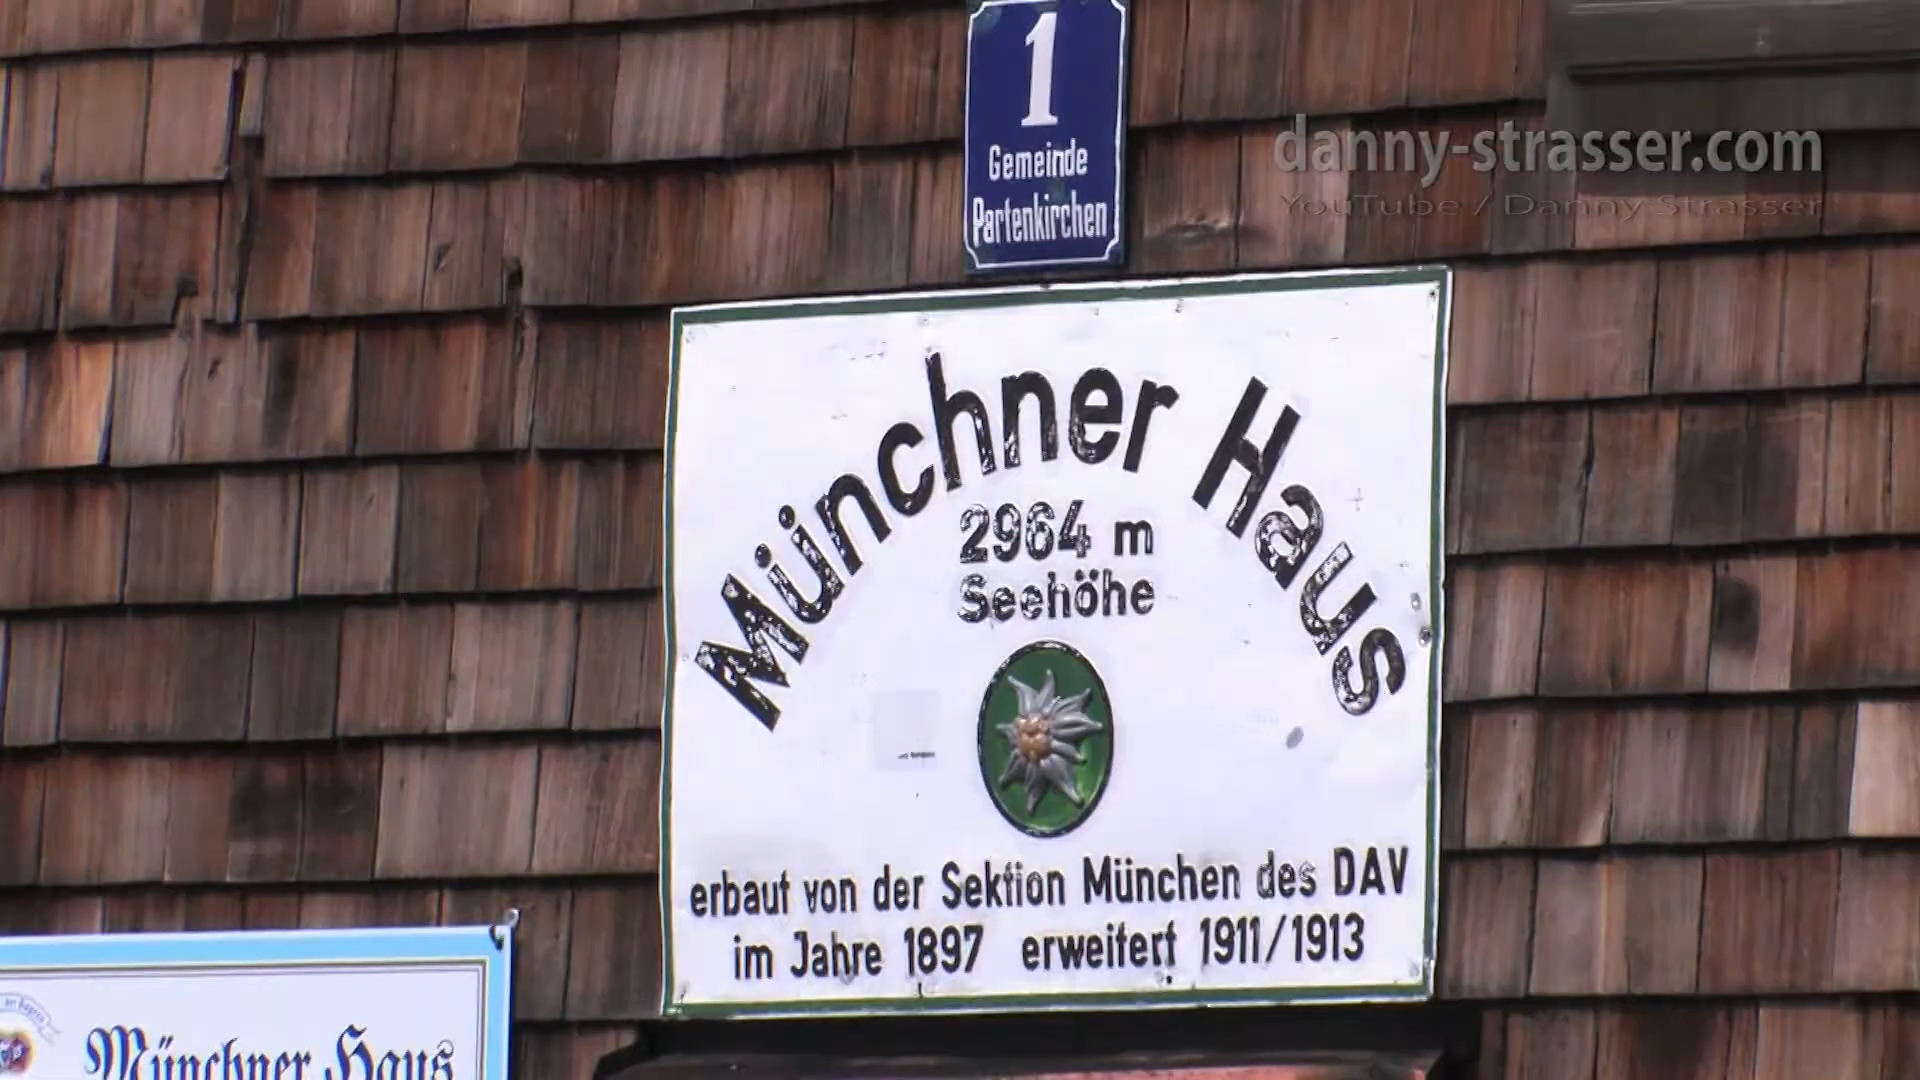 1
Gemeinde
Partenkirchen
danny-strasser.com
YouTube / Danny Strasser
Münchner Haus
2964 m
Seehöhe
erbaut von der Sektion München des DAV
im Jahre 1897 erweitert 1911/1913
Münchner Haus